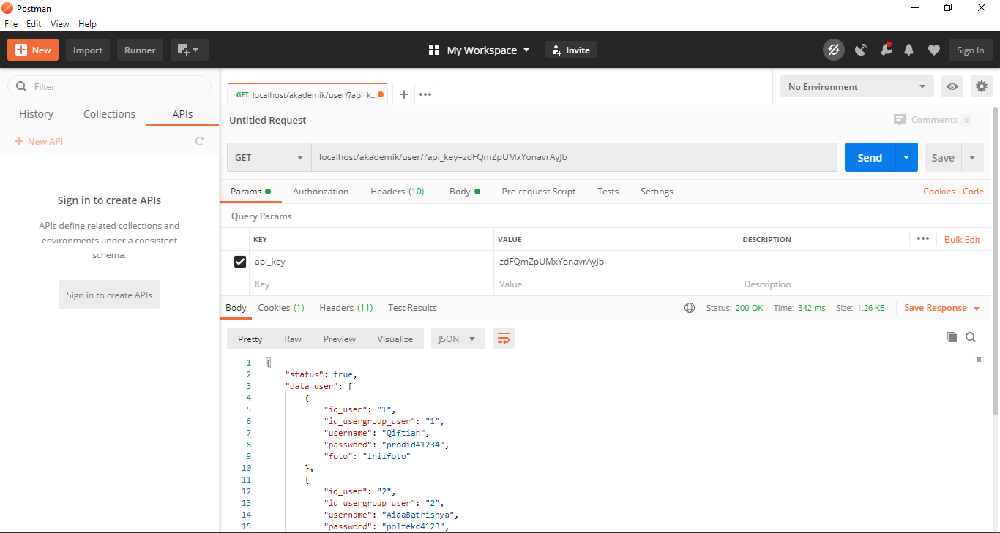 Postman
File Edit View Help
New Import Runner My Workspace Invite Sign In
Filter
History Collections APIs
New API
Sign in to create APIs
APIs define related collections and
environments under a consistent
schema.
Sign in to create APIs
GET localhost/akademik/user/?api_k...
No Environment
Untitled Request
Comments 0
GET localhost/akademik/user/?api_key=zdFQmZpUMxYonavrAyJb
Send Save
Params Authorization Headers (10) Body Pre-request Script Tests Settings Cookies Code
Query Params
KEY VALUE DESCRIPTION ••• Bulk Edit
api_key zdFQmZpUMxYonavrAyJb
Key Value Description
Body Cookies (1) Headers (11) Test Results Status: 200 OK Time: 342 ms Size: 1.26 KB Save Response
Pretty Raw Preview Visualize JSON
1 {
2 "status": true,
3 "data_user": [
4 {
5 "id_user": "1",
6 "id_usergroup_user": "1",
7 "username": "Qiftiah",
8 "password": "prodid41234",
9 "foto": "iniifoto"
10 },
11 {
12 "id_user": "2",
13 "id_usergroup_user": "2",
14 "username": "AidaBatrishya",
15 "password": "poltekd4123",